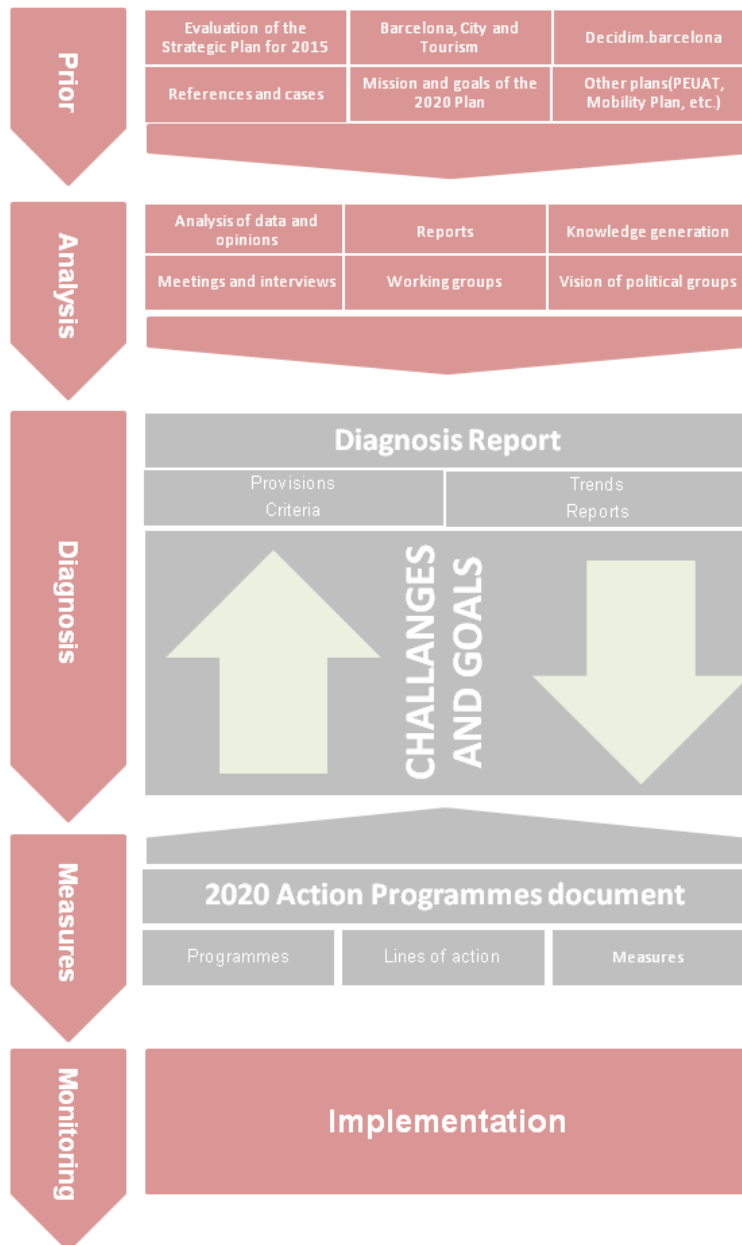 Prior
Evaluation of the
Strategic Plan for 2015
Barcelona, City and
Tourism
Decidim.barcelona
References and cases
Mission and goals of the
2020 Plan
Other plans(PEUAT,
Mobility Plan, etc.)
Analysis
Analysis of data and
opinions
Reports
Knowledge generation
Meetings and interviews
Working groups
Vision of political groups
Diagnosis
Diagnosis Report
Provisions
Criteria
Trends
Reports
CHALLANGES
AND GOALS
Measures
2020 Action Programmes document
Programmes
Lines of action
Measures
Monitoring
Implementation